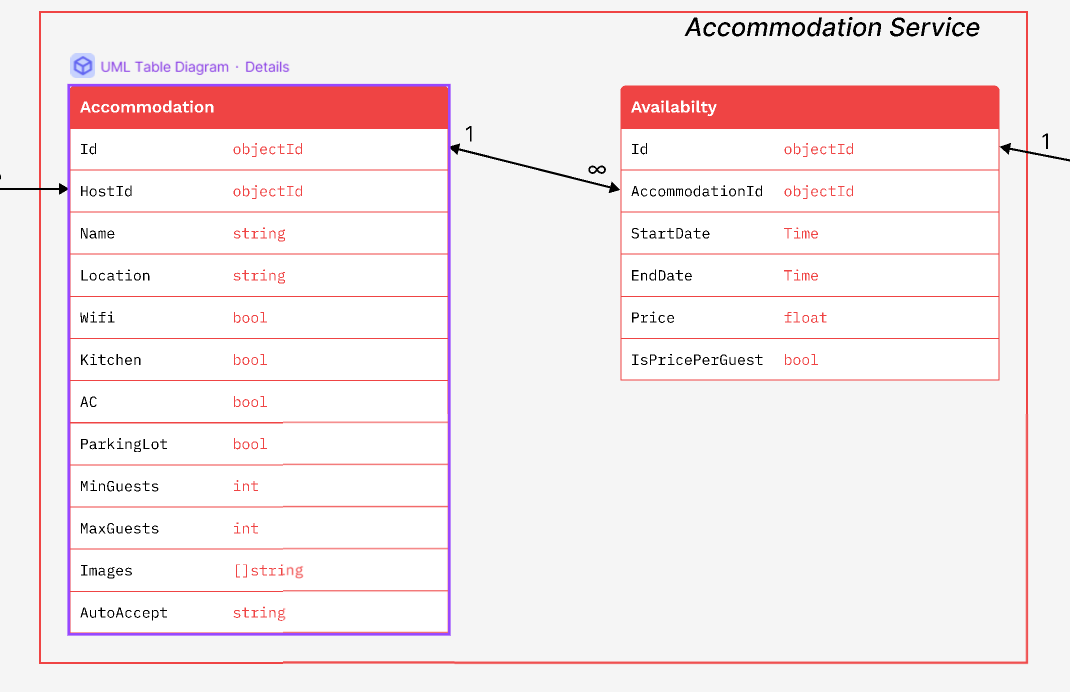 Accommodation Service
UML Table Diagram · Details
Accommodation
Id objectId
HostId objectId
Name string
Location string
Wifi bool
Kitchen bool
AC bool
ParkingLot bool
MinGuests int
MaxGuests int
Images []string
AutoAccept string
1
∞
Availabilty
Id objectId
AccommodationId objectId
StartDate Time
EndDate Time
Price float
IsPricePerGuest bool
1